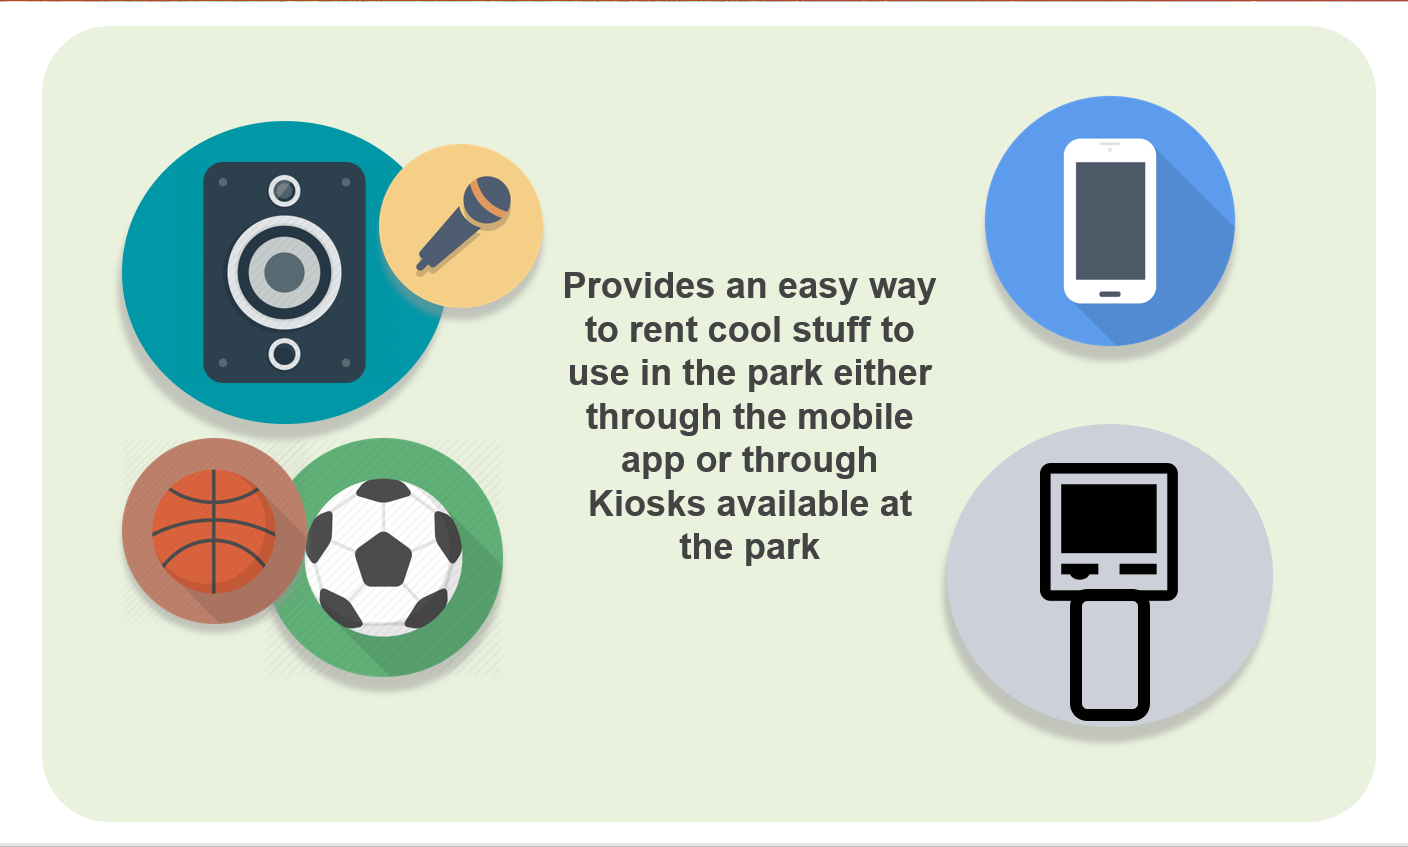 Provides an easy way
to rent cool stuff to
use in the park either
through the mobile
app or through
Kiosks available at
the park